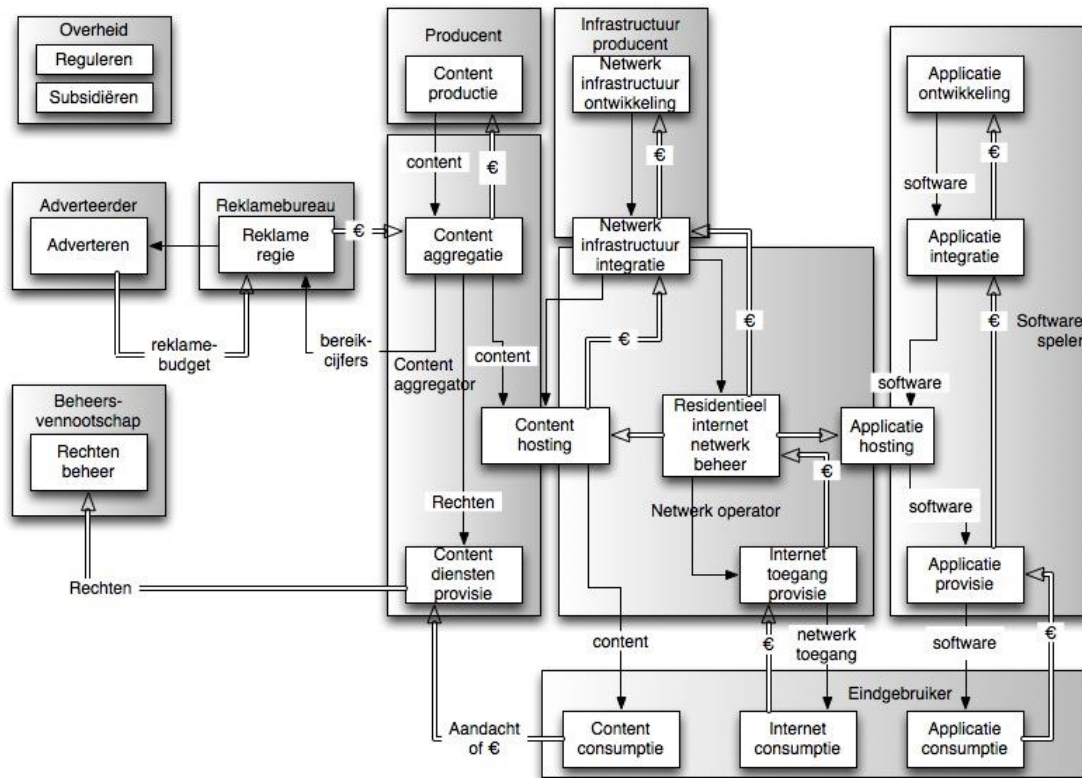 Overheid
Reguleren
Subsidiëren
Producent
Content
productie
content
€
Infrastructuur
producent
Netwerk
infrastructuur
ontwikkeling
€
Applicatie
ontwikkeling
€
software
Adverteerder
Adverteren
Reklamebureau
Reklame
regie
€
Content
aggregatie
Netwerk
infrastructuur
integratie
Applicatie
integratie
reklame-
budget
bereik-
cijfers
Content
aggregator
content
€
€
€
Software
speler
software
Beheers-
vennootschap
Rechten
beheer
Content
hosting
Residentieel
internet
netwerk
beheer
Applicatie
hosting
€
Rechten
Netwerk operator
software
Rechten
Content
diensten
provisie
Internet
toegang
provisie
Applicatie
provisie
content
€
netwerk
toegang
software
€
Eindgebruiker
Aandacht
of €
Content
consumptie
Internet
consumptie
Applicatie
consumptie